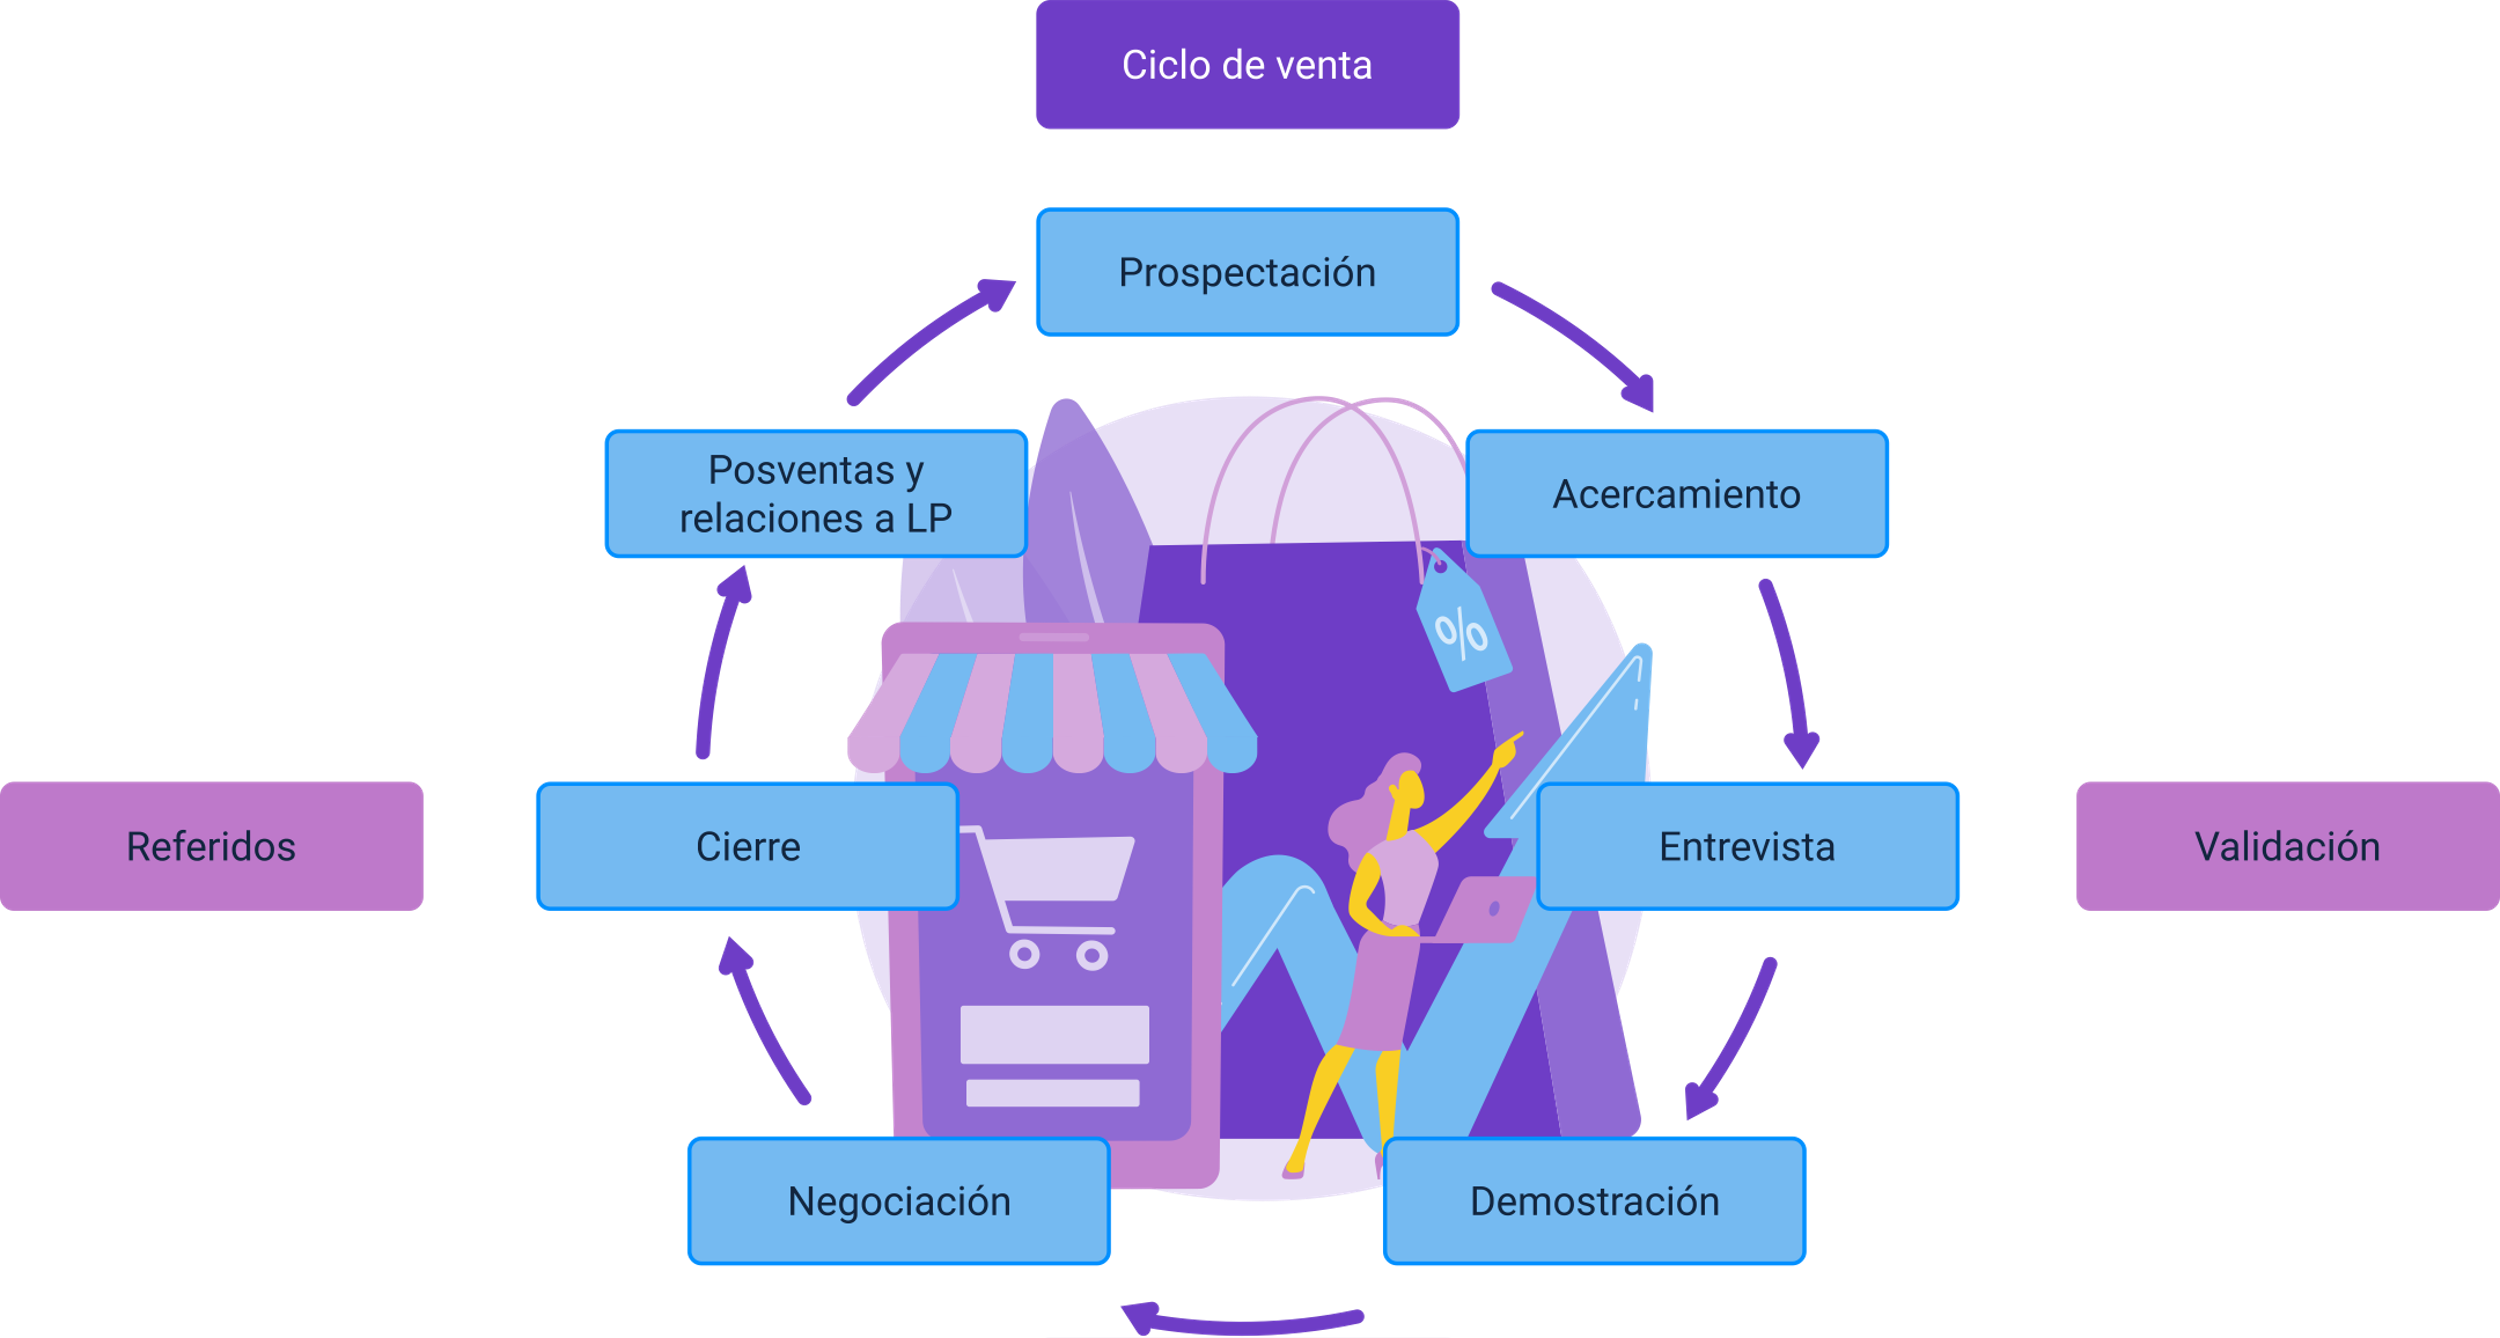 Ciclo de venta
Prospectación
Posventas y
relaciones a LP
Acercamiento
%
Referidos
Cierre
Entrevista
Validación
Negociación
Demostración